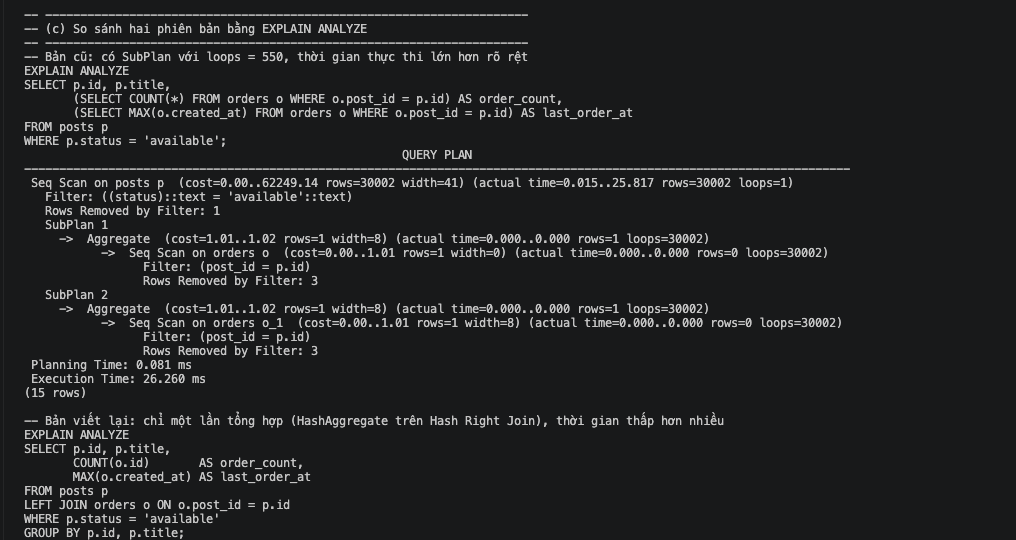 -- ---------------------------------------------------------------------
-- (c) So sánh hai phiên bản bằng EXPLAIN ANALYZE
-- ---------------------------------------------------------------------
-- Bản cũ: có SubPlan với loops = 550, thời gian thực thi lớn hơn rõ rệt
EXPLAIN ANALYZE
SELECT p.id, p.title,
       (SELECT COUNT(*) FROM orders o WHERE o.post_id = p.id) AS order_count,
       (SELECT MAX(o.created_at) FROM orders o WHERE o.post_id = p.id) AS last_order_at
FROM posts p
WHERE p.status = 'available';
                                                      QUERY PLAN
----------------------------------------------------------------------------------------------------------------------
 Seq Scan on posts p  (cost=0.00..62249.14 rows=30002 width=41) (actual time=0.015..25.817 rows=30002 loops=1)
   Filter: ((status)::text = 'available'::text)
   Rows Removed by Filter: 1
   SubPlan 1
     ->  Aggregate  (cost=1.01..1.02 rows=1 width=8) (actual time=0.000..0.000 rows=1 loops=30002)
           ->  Seq Scan on orders o  (cost=0.00..1.01 rows=1 width=0) (actual time=0.000..0.000 rows=0 loops=30002)
                 Filter: (post_id = p.id)
                 Rows Removed by Filter: 3
   SubPlan 2
     ->  Aggregate  (cost=1.01..1.02 rows=1 width=8) (actual time=0.000..0.000 rows=1 loops=30002)
           ->  Seq Scan on orders o_1  (cost=0.00..1.01 rows=1 width=8) (actual time=0.000..0.000 rows=0 loops=30002)
                 Filter: (post_id = p.id)
                 Rows Removed by Filter: 3
 Planning Time: 0.081 ms
 Execution Time: 26.260 ms
(15 rows)
-- Bản viết lại: chỉ một lần tổng hợp (HashAggregate trên Hash Right Join), thời gian thấp hơn nhiều
EXPLAIN ANALYZE
SELECT p.id, p.title,
       COUNT(o.id)       AS order_count,
       MAX(o.created_at) AS last_order_at
FROM posts p
LEFT JOIN orders o ON o.post_id = p.id
WHERE p.status = 'available'
GROUP BY p.id, p.title;